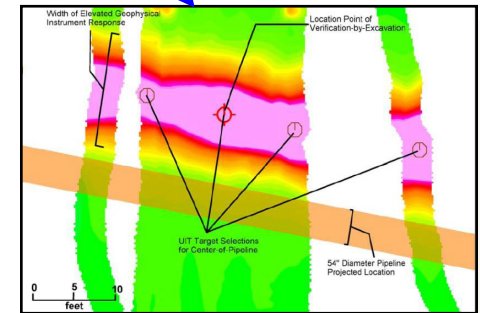 Width of Elevated Geophysical
Instrument Response
Location Point of
Verification-by-Excavation
UIT Target Selections
for Center-of-Pipeline
54" Diameter Pipeline
Projected Location
0 5 10
feet